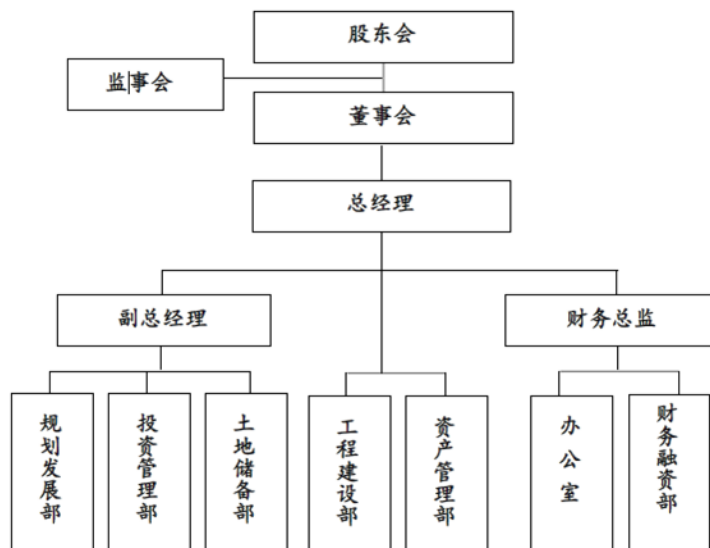 股东会
监事会
董事会
总经理
副总经理
财务总监
规划发展部
投资管理部
土地储备部
工程建设部
资产管理部
办公室
财务融资部